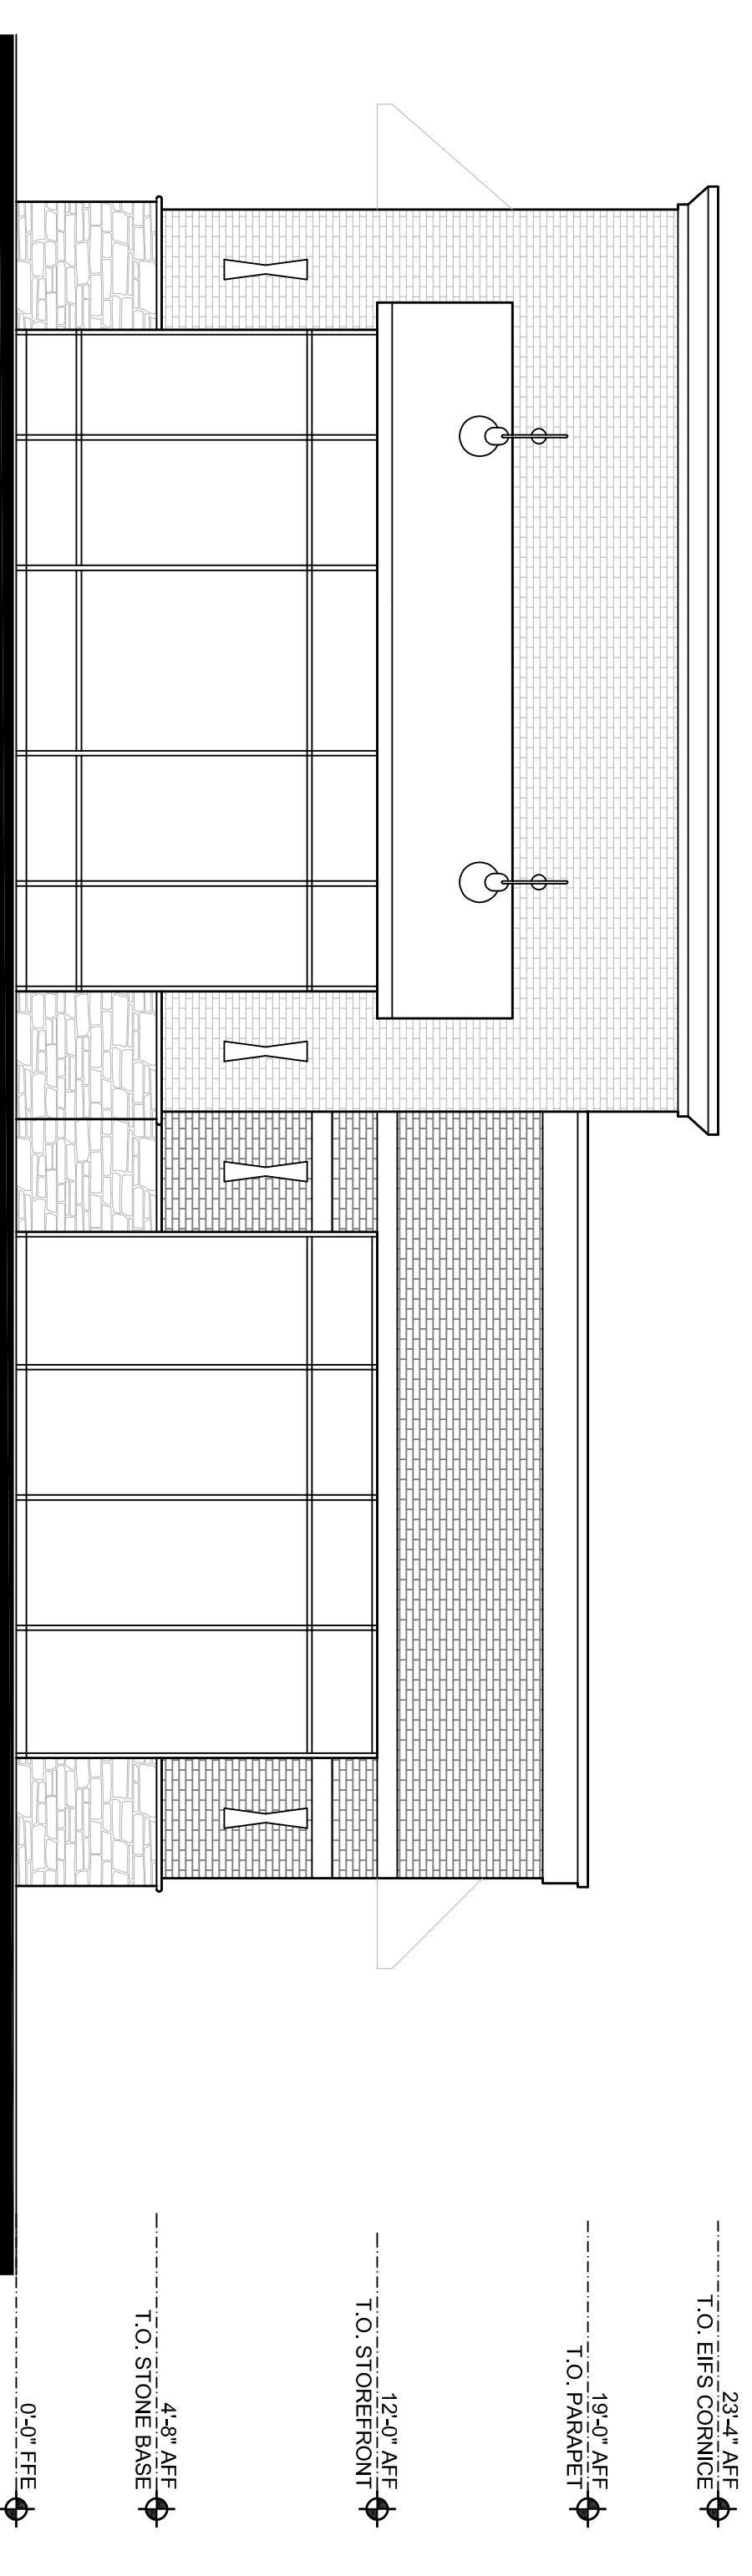 23'-4" AFF
T.O. EIFS CORNICE
19'-0" AFF
T.O. PARAPET
12'-0" AFF
T.O. STOREFRONT
4'-8" AFF
T.O. STONE BASE
0'-0" FFE